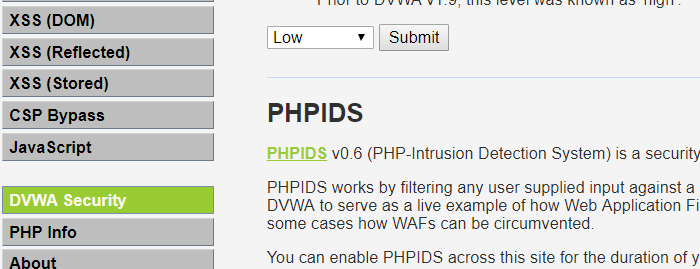 Prior to DVWA v1.9, this level was known as 'high'.
XSS (DOM)
XSS (Reflected)
XSS (Stored)
CSP Bypass
JavaScript
DVWA Security
PHP Info
About
Low
Submit
PHPIDS
PHPIDS v0.6 (PHP-Intrusion Detection System) is a security
PHPIDS works by filtering any user supplied input against a
DVWA to serve as a live example of how Web Application Fi
some cases how WAFs can be circumvented.
You can enable PHPIDS across this site for the duration of y